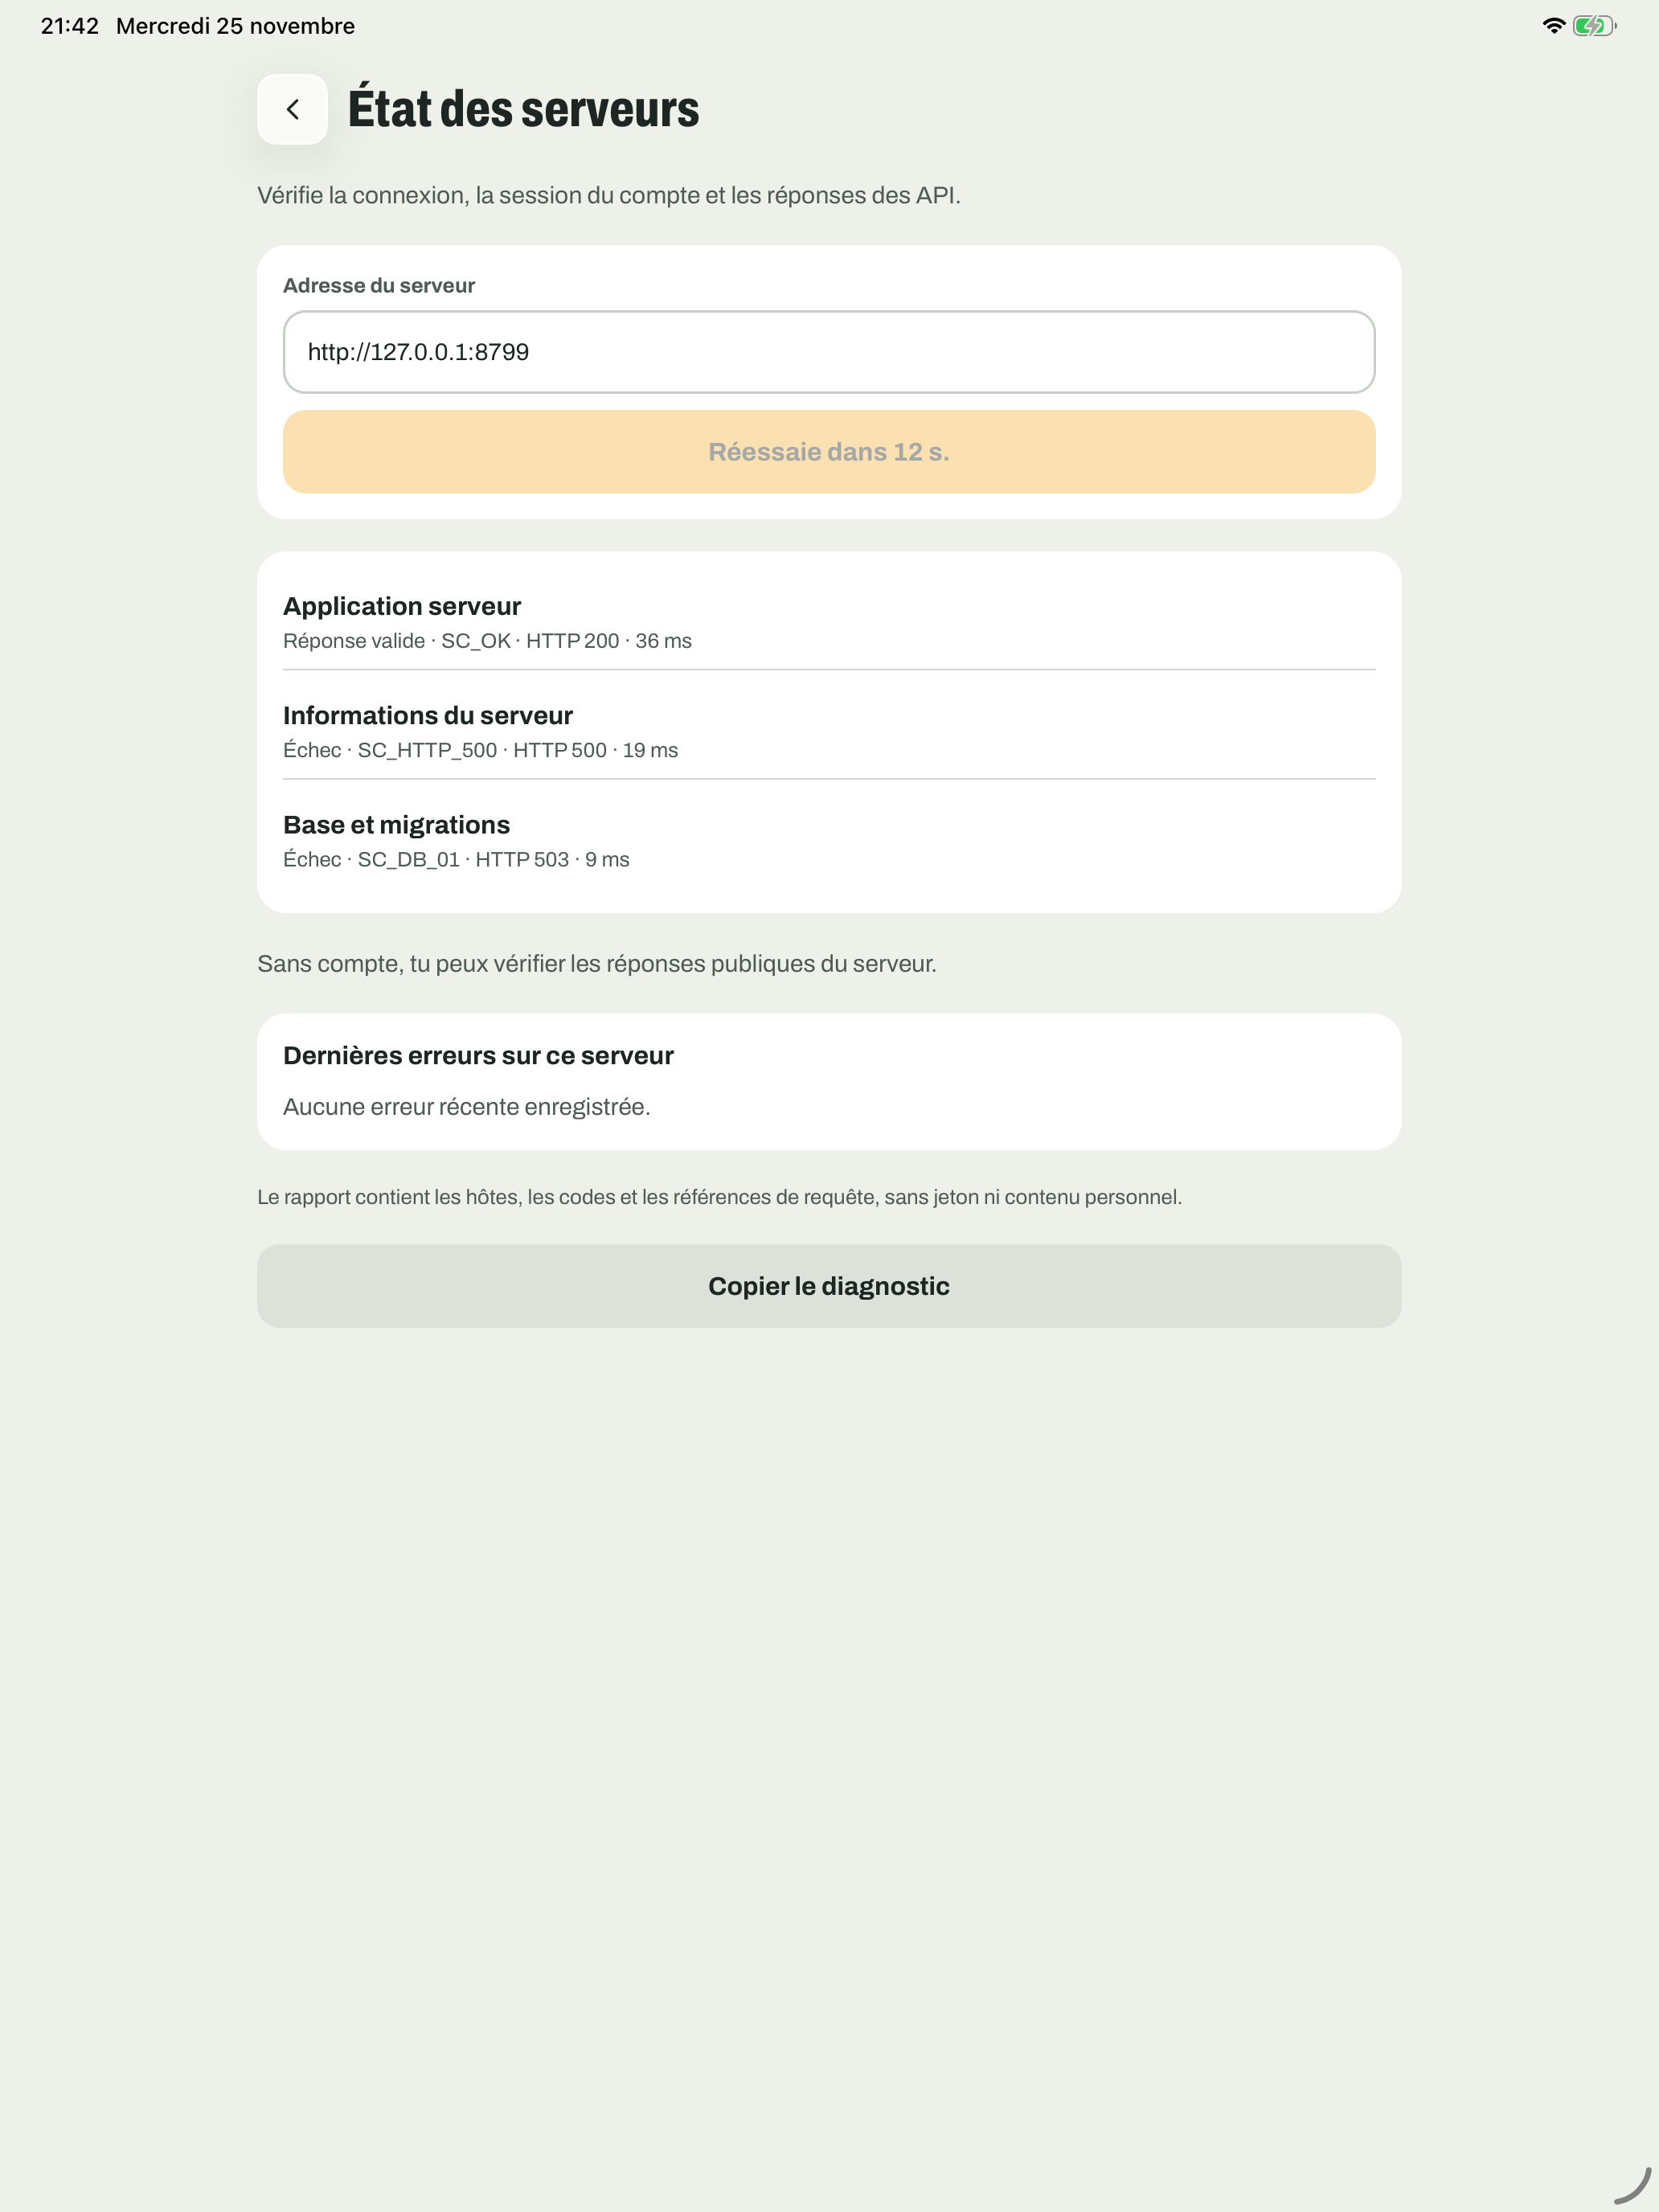 21:42 Mercredi 25 novembre
État des serveurs
Vérifie la connexion, la session du compte et les réponses des API.
Adresse du serveur
http://127.0.0.1:8799
Réessaie dans 12 s.
Application serveur
Réponse valide · SC_OK · HTTP 200 · 36 ms
Informations du serveur
Échec · SC_HTTP_500 · HTTP 500 · 19 ms
Base et migrations
Échec · SC_DB_01 · HTTP 503 · 9 ms
Sans compte, tu peux vérifier les réponses publiques du serveur.
Dernières erreurs sur ce serveur
Aucune erreur récente enregistrée.
Le rapport contient les hôtes, les codes et les références de requête, sans jeton ni contenu personnel.
Copier le diagnostic